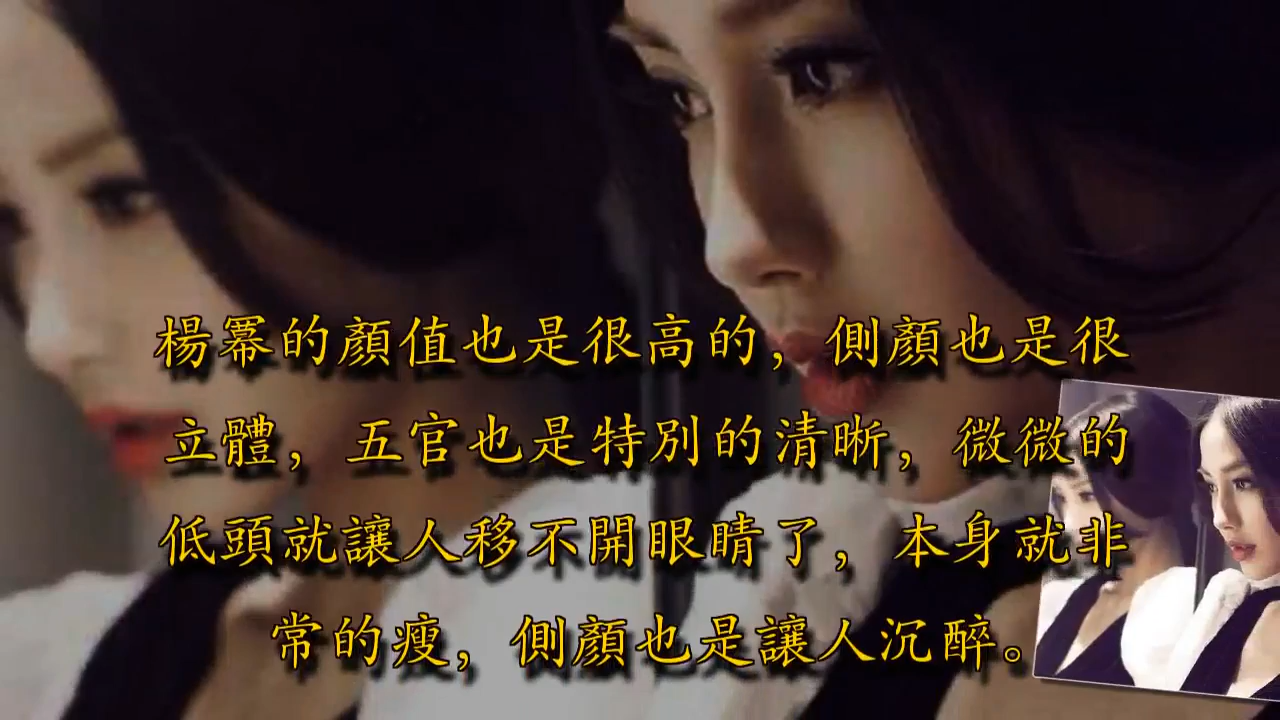 楊冪的顏值也是很高的，側顏也是很
立體，五官也是特別的清晰，微微的
低頭就讓人移不開眼睛了，本身就非
常的瘦，側顏也是讓人沉醉。